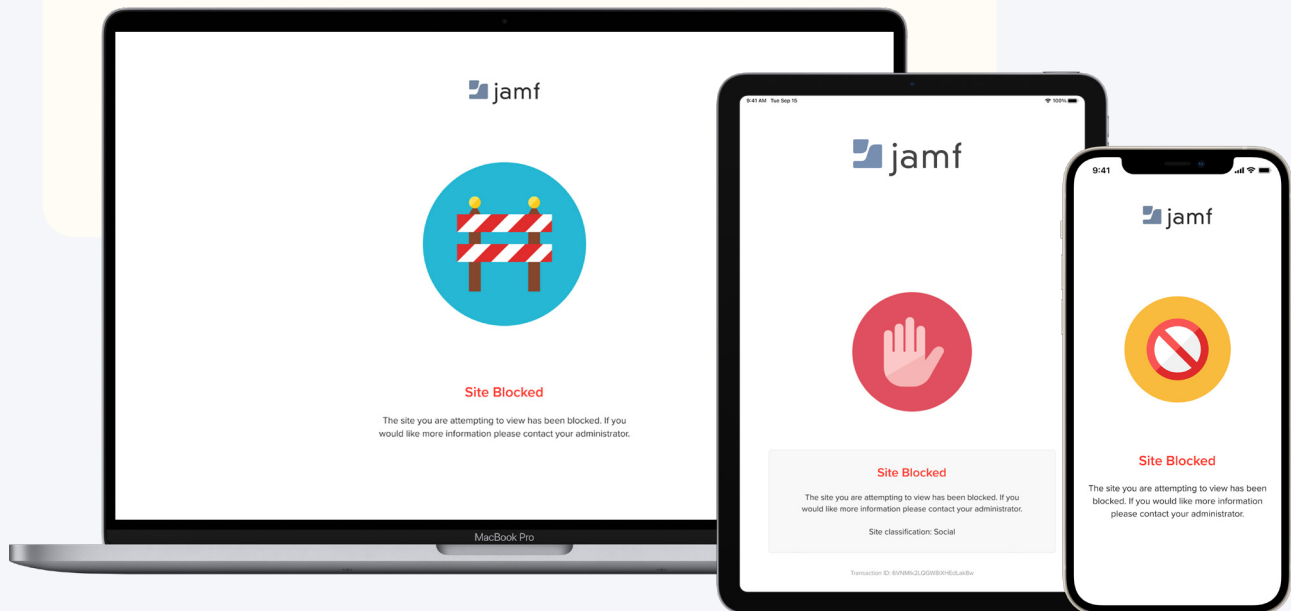 jamf
Site Blocked
The site you are attempting to view has been blocked. If you
would like more information please contact your administrator.
MacBook Pro
9:41 AM Tue Sep 15
100%
jamf
Site Blocked
The site you are attempting to view has been blocked. If you
would like more information please contact your administrator.
Site classification: Social
Transaction ID:
9:41
jamf
Site Blocked
The site you are attempting to view has been
blocked. If you would like more information
please contact your administrator.